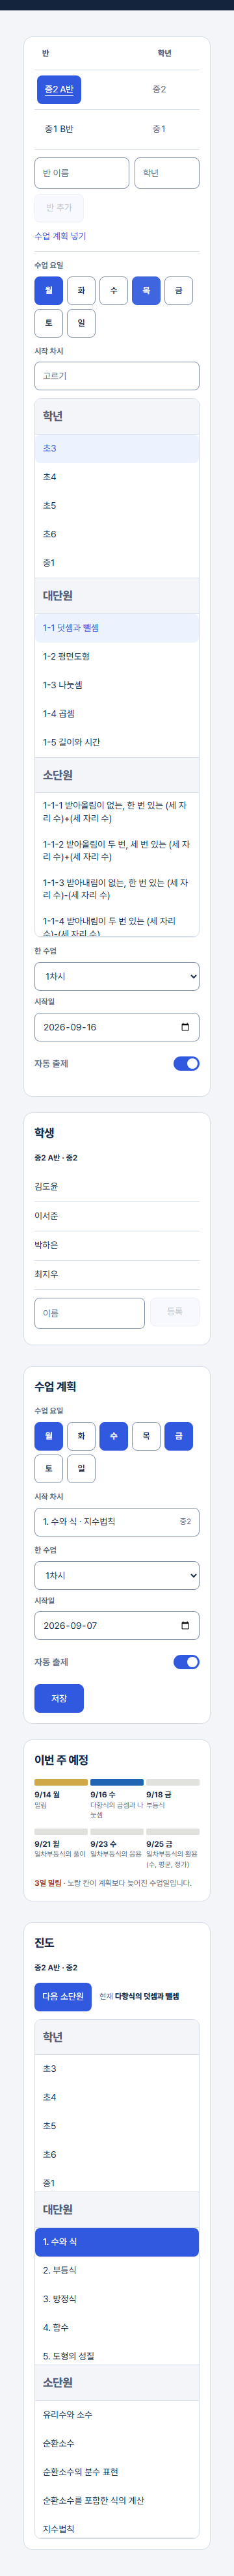 반 학년
중2 A반 중2
중1 B반 중1
반 이름 학년
반 추가
수업 계획 넣기
수업 요일
월 화 수 목 금
토 일
시작 차시
고르기
학년
초3
초4
초5
초6
중1
대단원
1-1 덧셈과 뺄셈
1-2 평면도형
1-3 나눗셈
1-4 곱셈
1-5 길이와 시간
소단원
1-1-1 받아올림이 없는, 한 번 있는 (세 자
리 수)+(세 자리 수)
1-1-2 받아올림이 두 번, 세 번 있는 (세 자
리 수)+(세 자리 수)
1-1-3 받아내림이 없는, 한 번 있는 (세 자
리 수)-(세 자리 수)
1-1-4 받아내림이 두 번 있는 (세 자리
수)-(세 자리 수)
한 수업
1차시
시작일
2026-09-16
자동 출제
학생
중2 A반 · 중2
김도윤
이서준
박하은
최지우
이름 등록
수업 계획
수업 요일
월 화 수 목 금
토 일
시작 차시
1. 수와 식 · 지수법칙 중2
한 수업
1차시
시작일
2026-09-07
자동 출제
저장
이번 주 예정
9/14 월 9/16 수 9/18 금
밀림 다항식의 곱셈과 나 부등식
눗셈
9/21 월 9/23 수 9/25 금
일차부등식의 풀이 일차부등식의 응용 일차부등식의 활용
(수, 평균, 정가)
3일 밀림 · 노랑 칸이 계획보다 늦어진 수업일입니다.
진도
중2 A반 · 중2
다음 소단원 현재 다항식의 덧셈과 뺄셈
학년
초3
초4
초5
초6
중1
대단원
1. 수와 식
2. 부등식
3. 방정식
4. 함수
5. 도형의 성질
소단원
유리수와 소수
순환소수
순환소수의 분수 표현
순환소수를 포함한 식의 계산
지수법칙